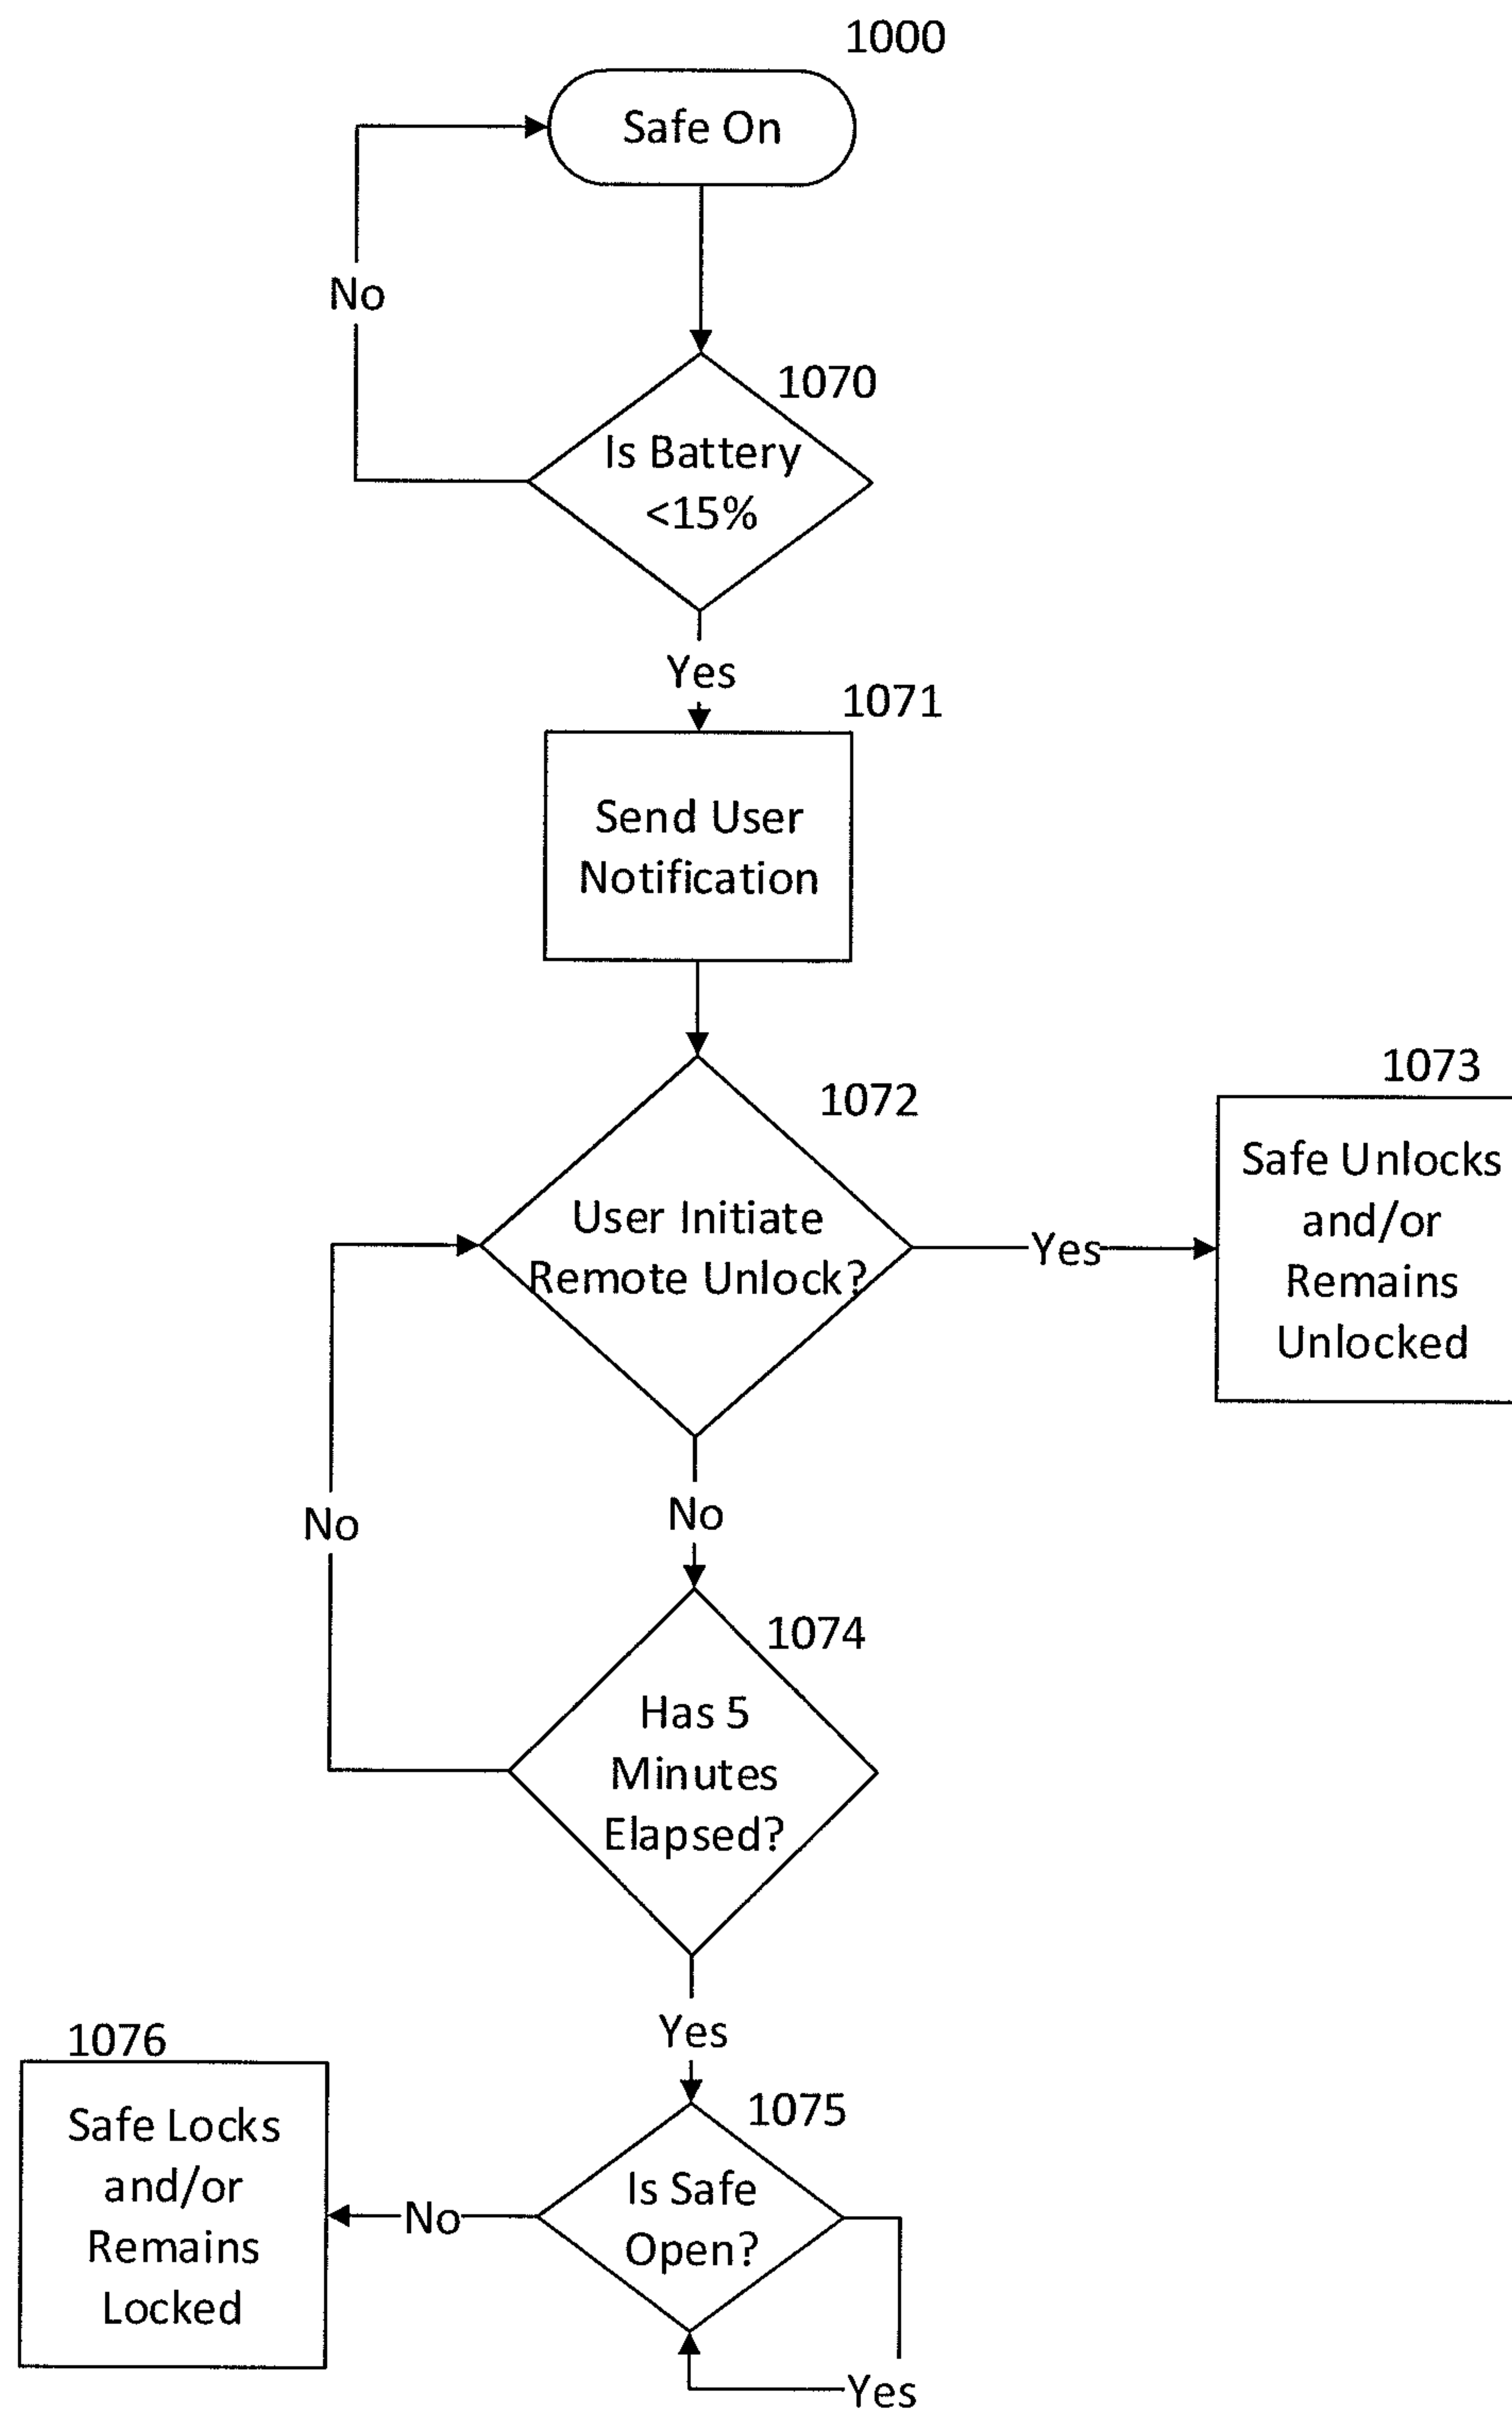 1000
Safe On
No
1070
Is Battery
<15%
Yes
1071
Send User
Notification
1072
User Initiate
Remote Unlock?
Yes
1073
Safe Unlocks
and/or
Remains
Unlocked
No
No
1074
Has 5
Minutes
Elapsed?
Yes
1075
Is Safe
Open?
No
1076
Safe Locks
and/or
Remains
Locked
Yes